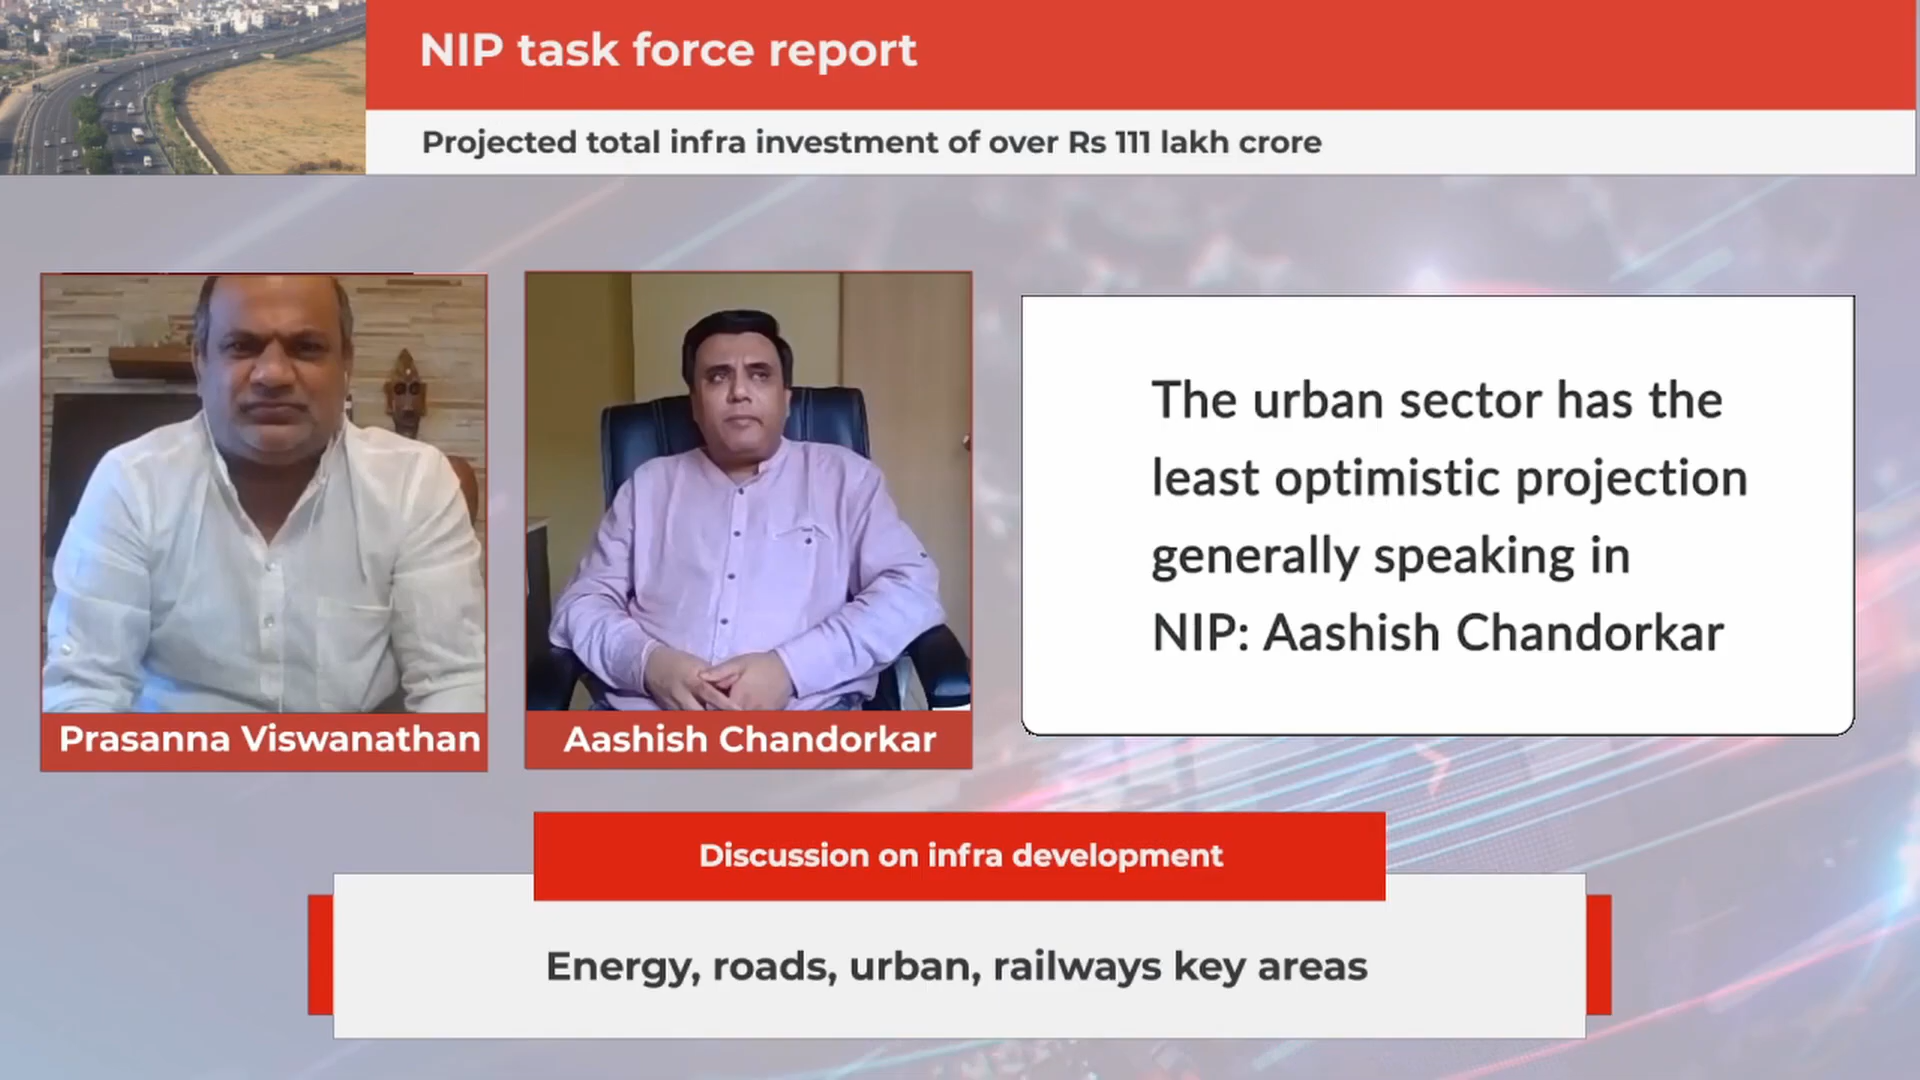 NIP task force report
Projected total infra investment of over Rs 111 lakh crore
Prasanna Viswanathan
Aashish Chandorkar
The urban sector has the
least optimistic projection
generally speaking in
NIP: Aashish Chandorkar
Discussion on infra development
Energy, roads, urban, railways key areas